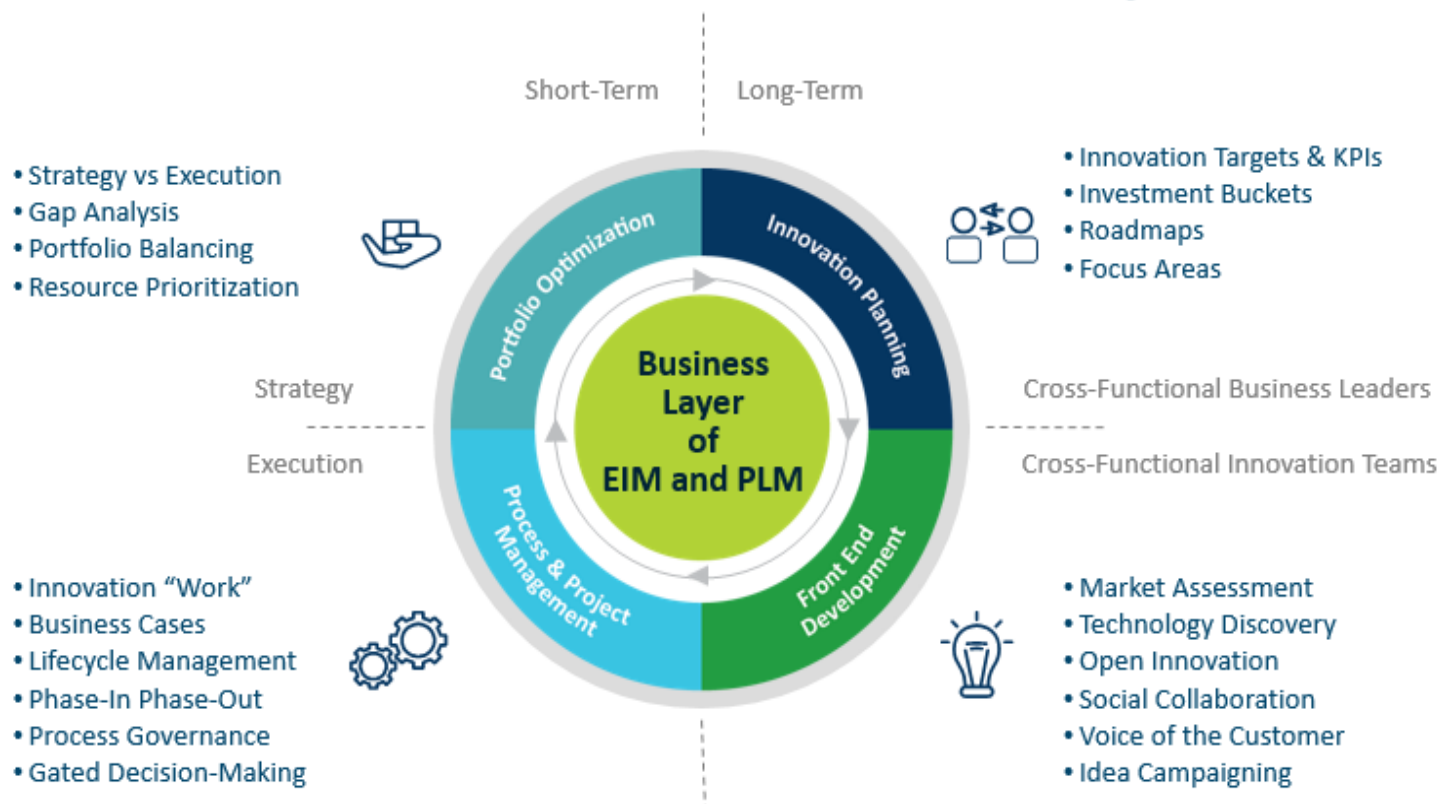 Short-Term
Long-Term
• Strategy vs Execution
• Gap Analysis
• Portfolio Balancing
• Resource Prioritization
• Innovation Targets & KPIs
• Investment Buckets
• Roadmaps
• Focus Areas
Portfolio Optimization
Innovation Planning
Business
Layer
of
EIM and PLM
Strategy
Execution
Cross-Functional Business Leaders
Cross-Functional Innovation Teams
Process & Project
Management
Front End
Development
• Innovation “Work”
• Business Cases
• Lifecycle Management
• Phase-In Phase-Out
• Process Governance
• Gated Decision-Making
• Market Assessment
• Technology Discovery
• Open Innovation
• Social Collaboration
• Voice of the Customer
• Idea Campaigning